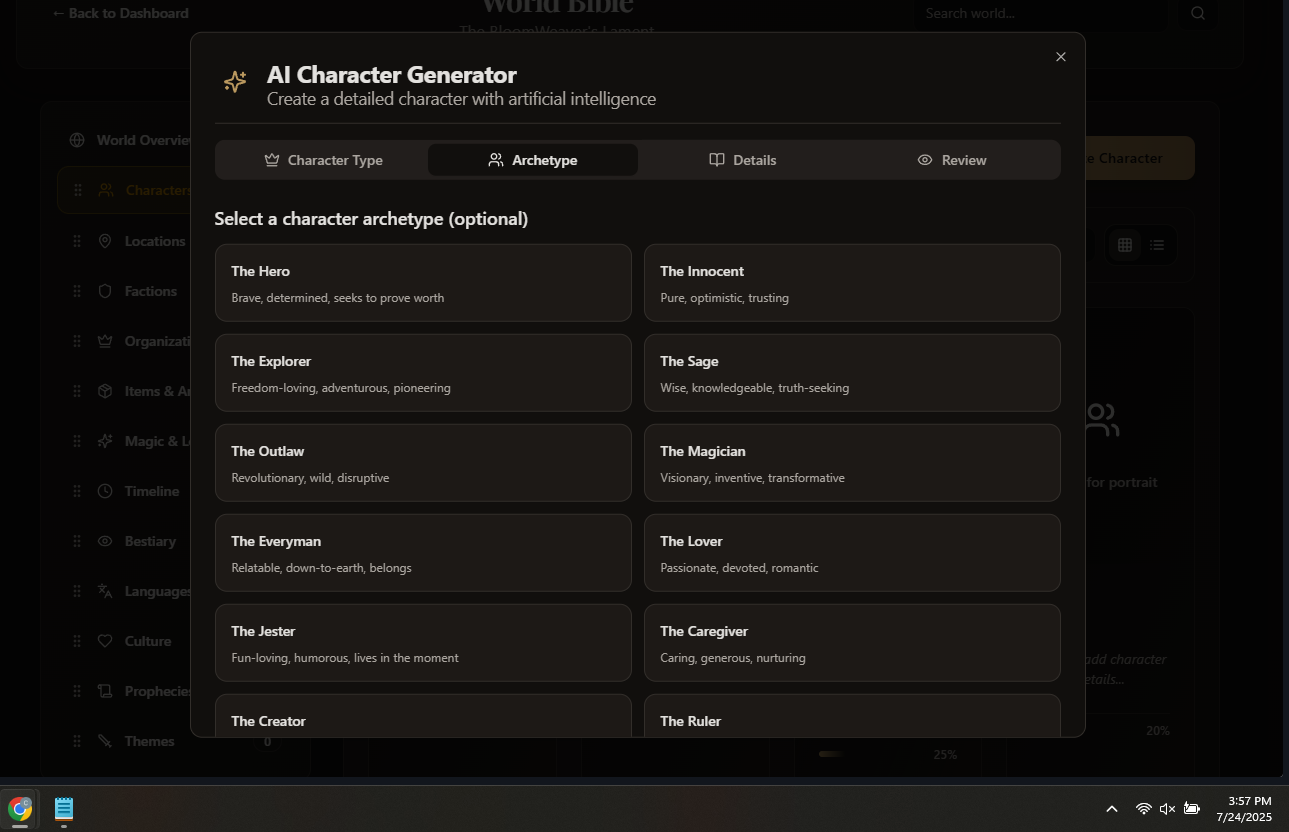 ← Back to Dashboard
World Bible
Search world...
The BloomWeaver's Lament
AI Character Generator
Create a detailed character with artificial intelligence
Character Type
Archetype
Details
Review
World Overvie
Characters
Locations
Factions
Organizati
Items & Ar
Magic & L
Timeline
Bestiary
Languages
Culture
Prophecies
Themes
0
Select a character archetype (optional)
The Hero
Brave, determined, seeks to prove worth
The Innocent
Pure, optimistic, trusting
The Explorer
Freedom-loving, adventurous, pioneering
The Sage
Wise, knowledgeable, truth-seeking
The Outlaw
Revolutionary, wild, disruptive
The Magician
Visionary, inventive, transformative
The Everyman
Relatable, down-to-earth, belongs
The Lover
Passionate, devoted, romantic
The Jester
Fun-loving, humorous, lives in the moment
The Caregiver
Caring, generous, nurturing
The Creator
The Ruler
e Character
for portrait
add character
etails...
20%
25%
3:57 PM
7/24/2025